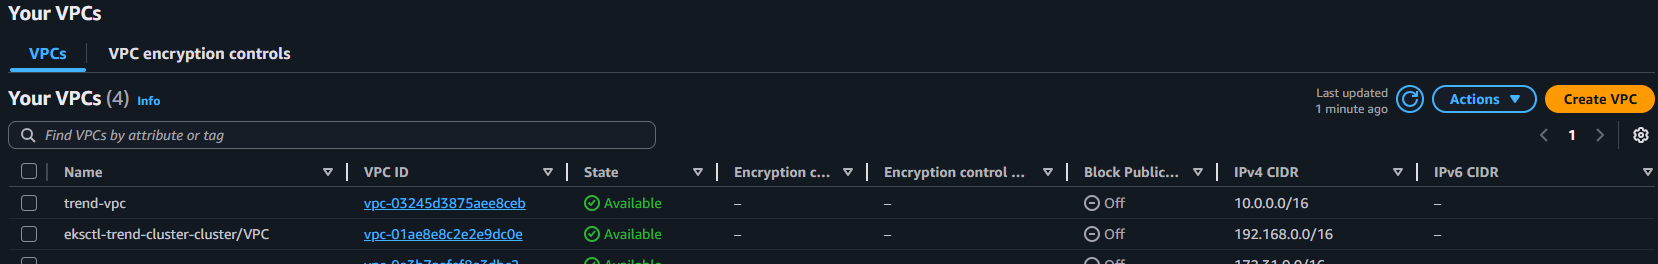 Your VPCs
VPCs VPC encryption controls
Your VPCs (4) Info Last updated 1 minute ago Actions Create VPC
Find VPCs by attribute or tag 1
Name VPC ID State Encryption c... Encryption control ... Block Public... IPv4 CIDR IPv6 CIDR
trend-vpc vpc-03245d3875aee8ceb Available – – Off 10.0.0.0/16 –
eksctl-trend-cluster-cluster/VPC vpc-01ae8e8c2e2e9dc0e Available – – Off 192.168.0.0/16 –
Available Off